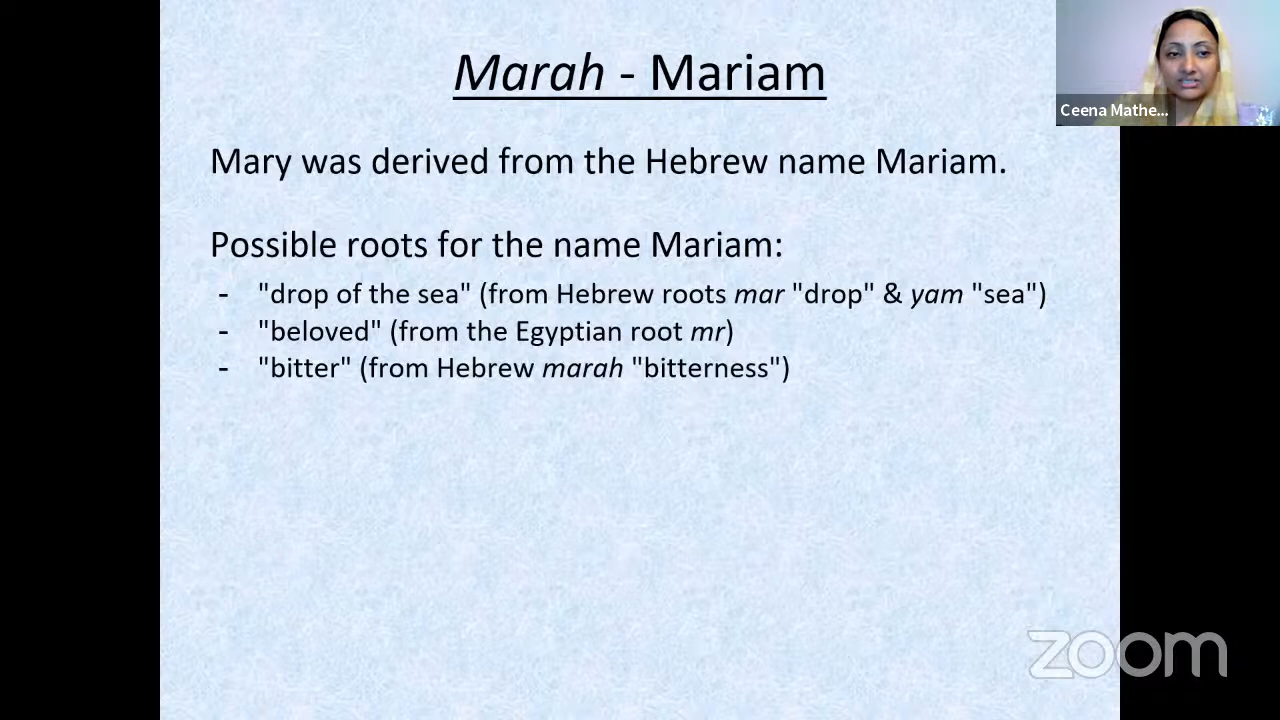 Marah - Mariam
Ceena Mathe...
Mary was derived from the Hebrew name Mariam.
Possible roots for the name Mariam:
- "drop of the sea" (from Hebrew roots mar "drop" & yam "sea")
- "beloved" (from the Egyptian root mr)
- "bitter" (from Hebrew marah "bitterness")
zoom